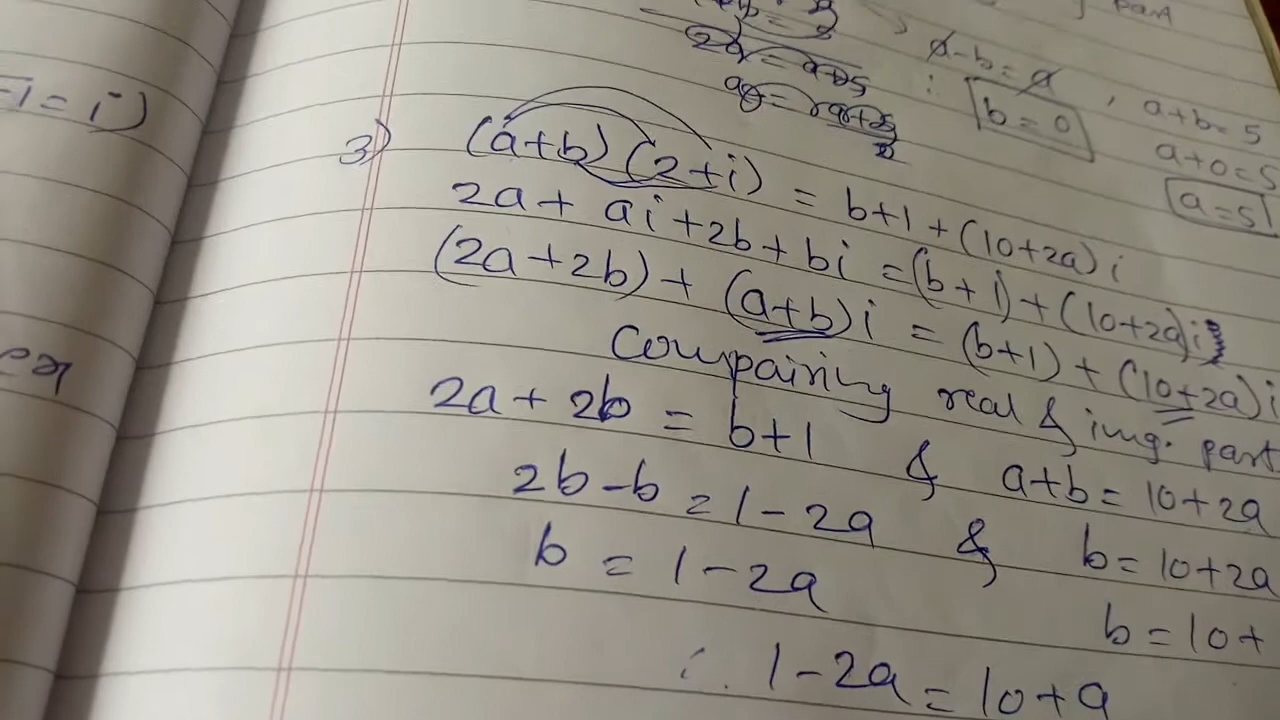 part
a-b=a
∴ b=0 , a+b=5
a+0=5
a=5
-1=i)
3) (a+b)(2+i) = b+1+(10+2a)i
2a+ai+2b+bi=(b+1)+(10+2a)i
(2a+2b)+(a+b)i=(b+1)+(10+2a)i
Compairing real & img. part
2a+2b=b+1 & a+b=10+2a
2b-b=1-2a & b=10+2a
b=1-2a b=10+
∴ 1-2a=10+a